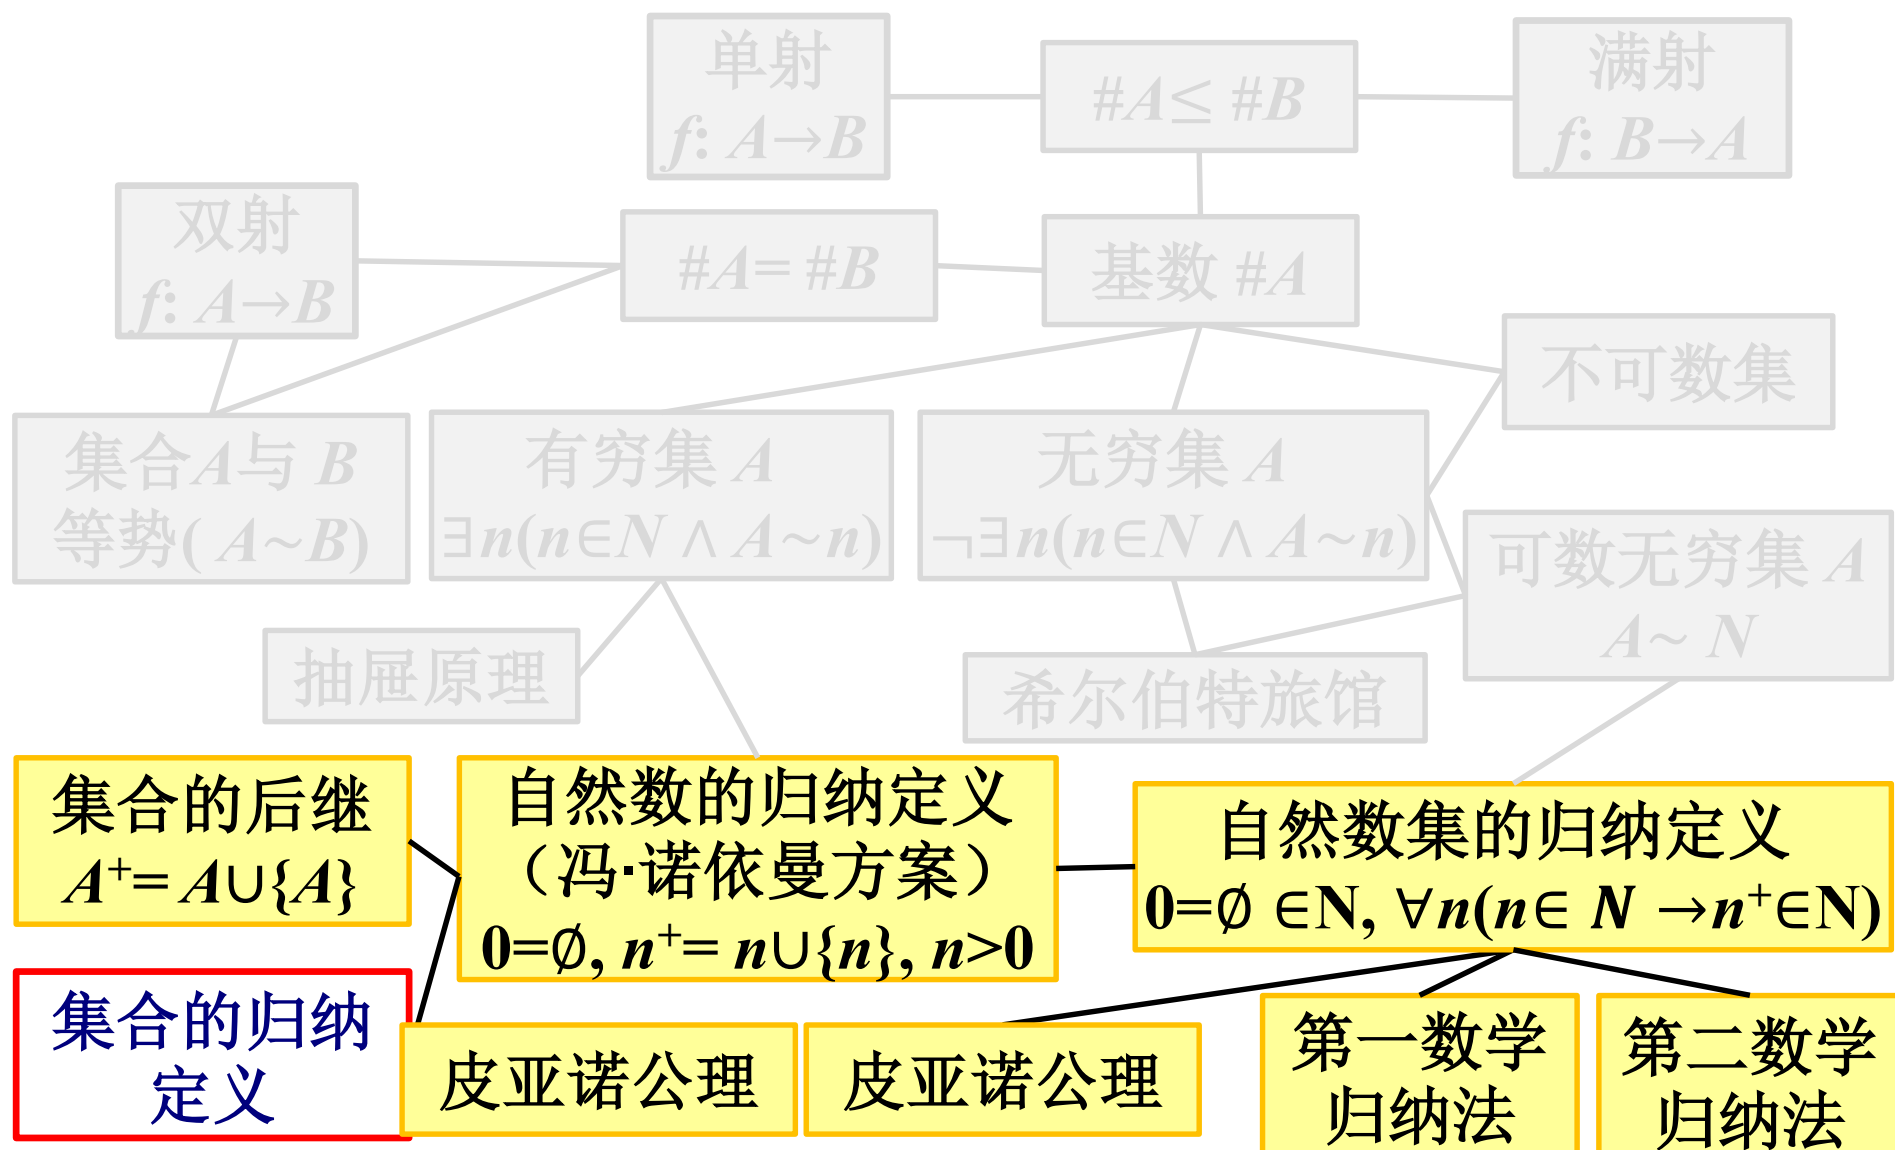 单射
f: A→B
#A≤ #B
满射
f: B→A
双射
f: A→B
#A= #B
基数 #A
不可数集
集合A与 B
等势( A~B)
有穷集 A
∃n(n∈N ∧ A~n)
无穷集 A
¬∃n(n∈N ∧ A~n)
可数无穷集 A
A~ N
抽屉原理
希尔伯特旅馆
集合的后继
A⁺= A∪{A}
自然数的归纳定义
（冯·诺依曼方案）
0=∅, n⁺= n∪{n}, n>0
自然数集的归纳定义
0=∅ ∈N, ∀n(n∈ N →n⁺∈N)
集合的归纳
定义
皮亚诺公理
皮亚诺公理
第一数学
归纳法
第二数学
归纳法